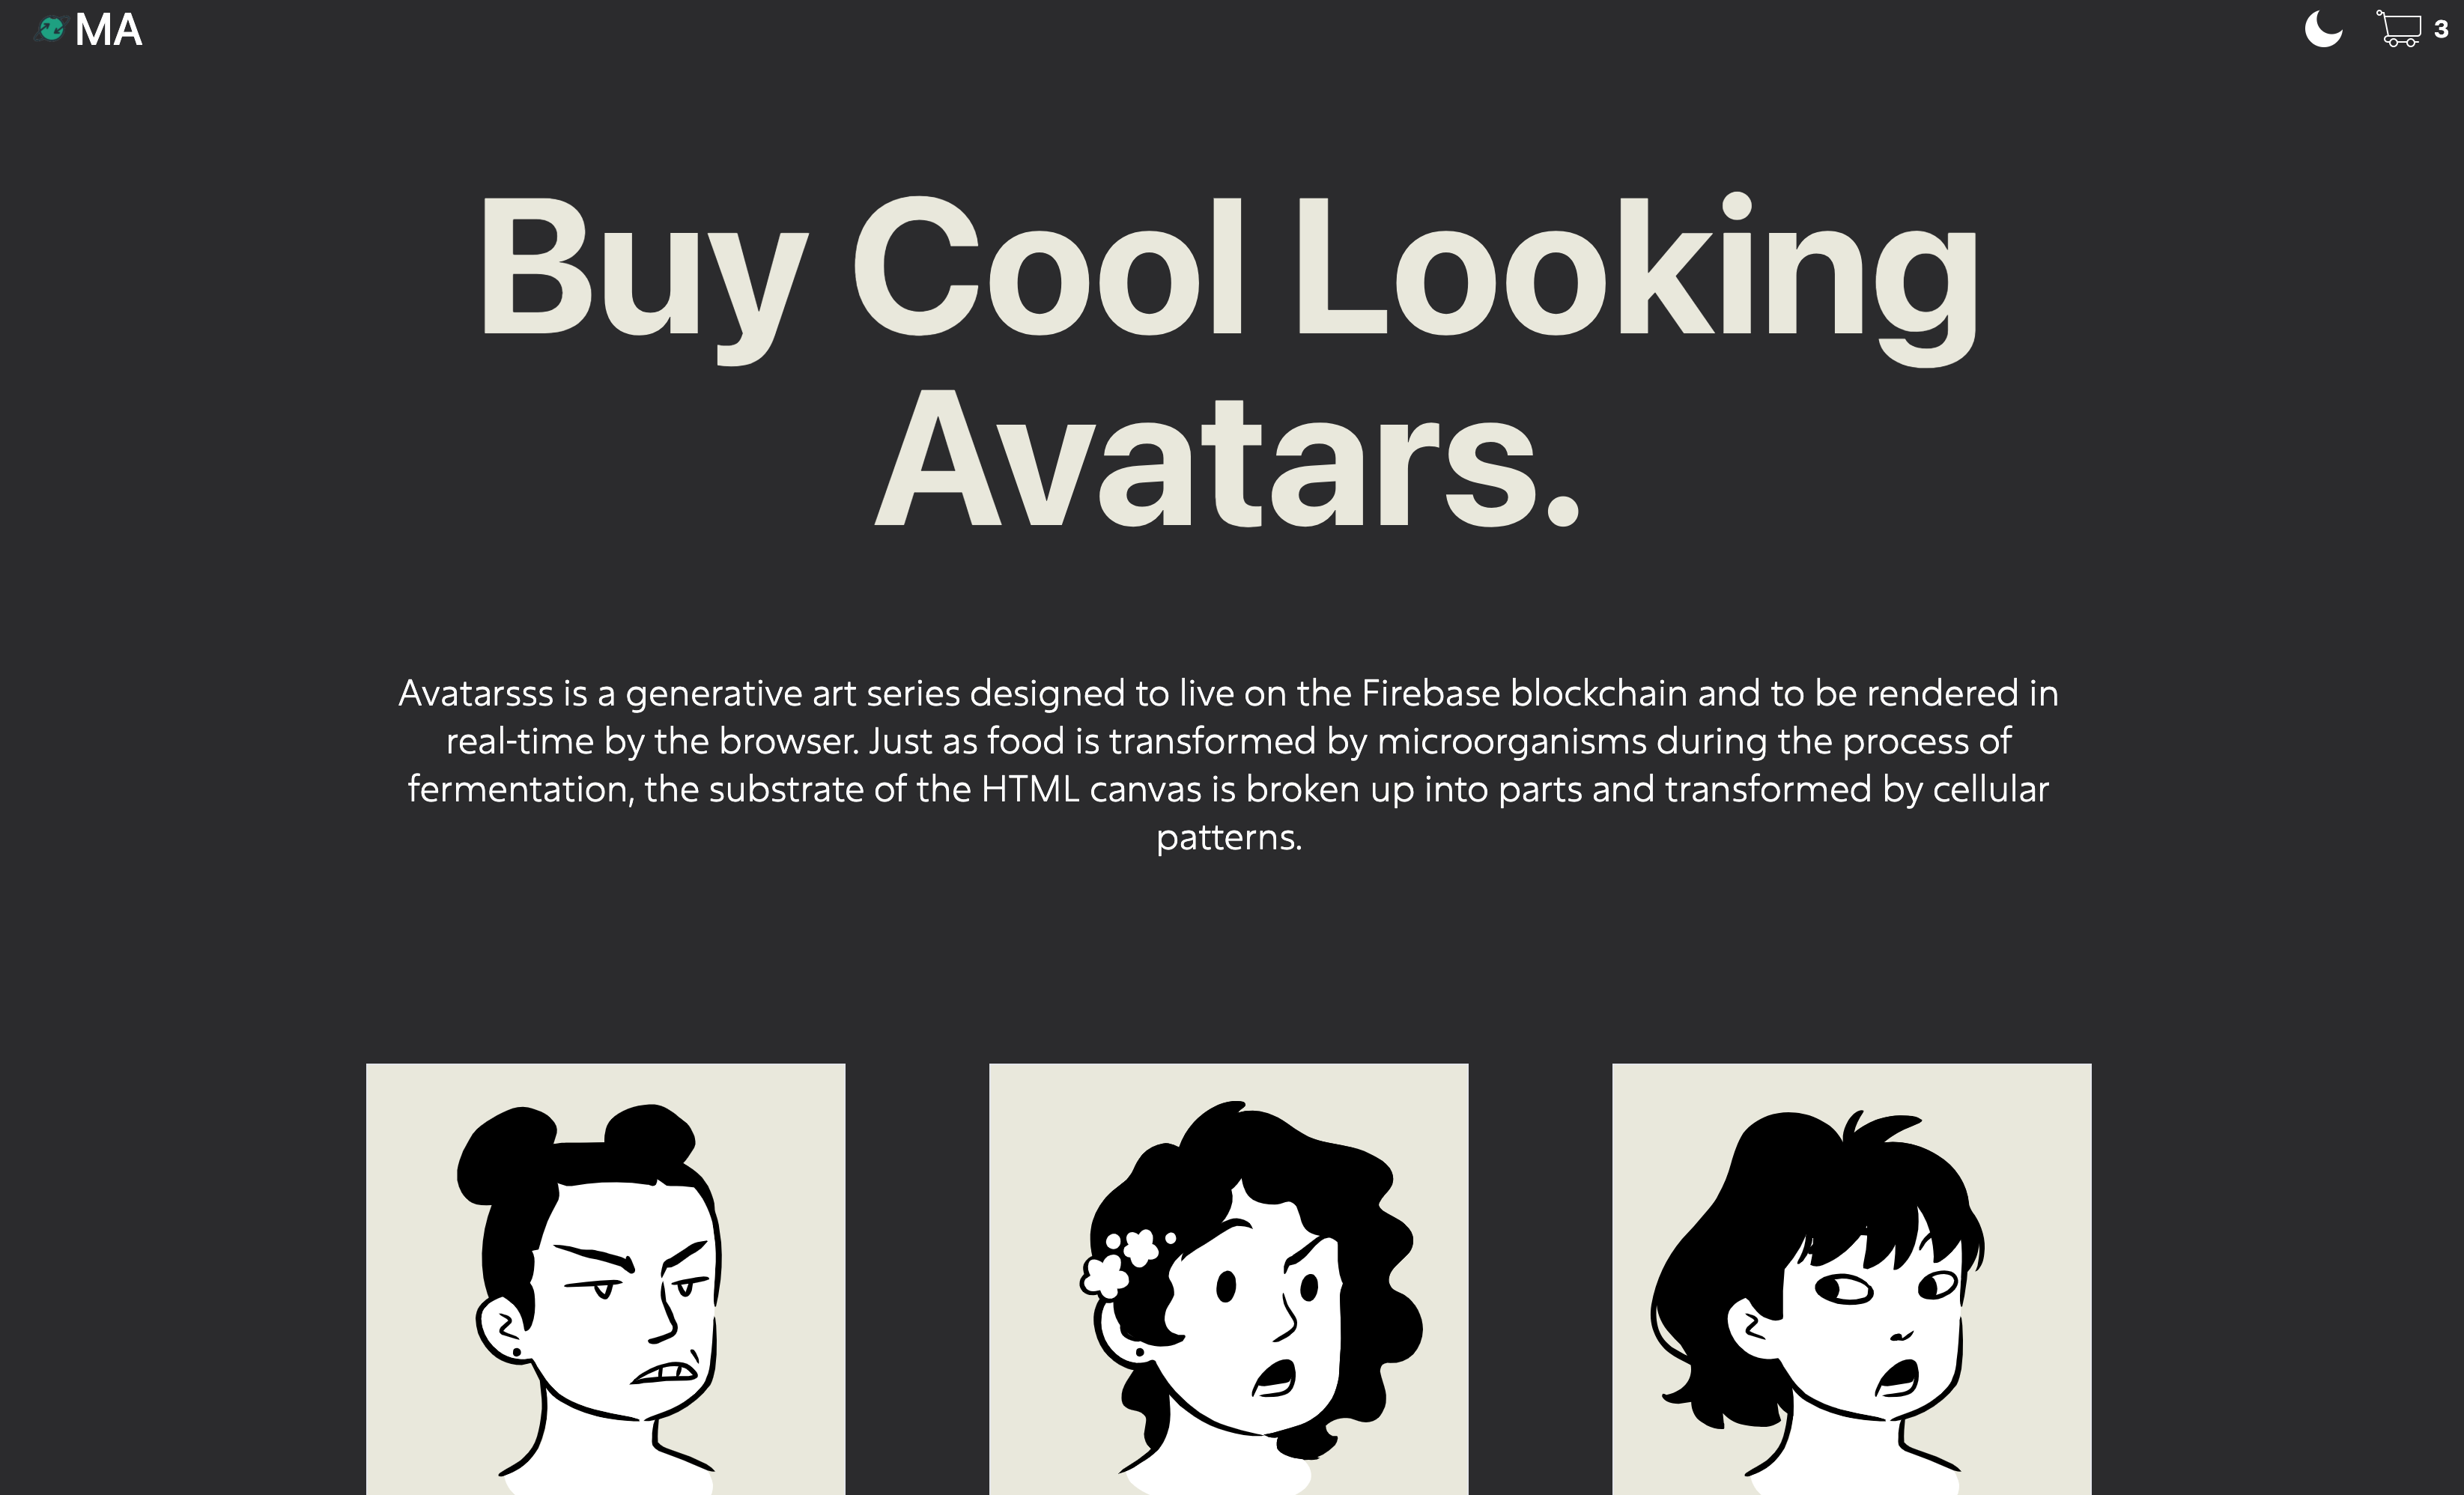 MA
3
Buy Cool Looking
Avatars.
Avatarsss is a generative art series designed to live on the Firebase blockchain and to be rendered in
real-time by the browser. Just as food is transformed by microorganisms during the process of
fermentation, the substrate of the HTML canvas is broken up into parts and transformed by cellular
patterns.